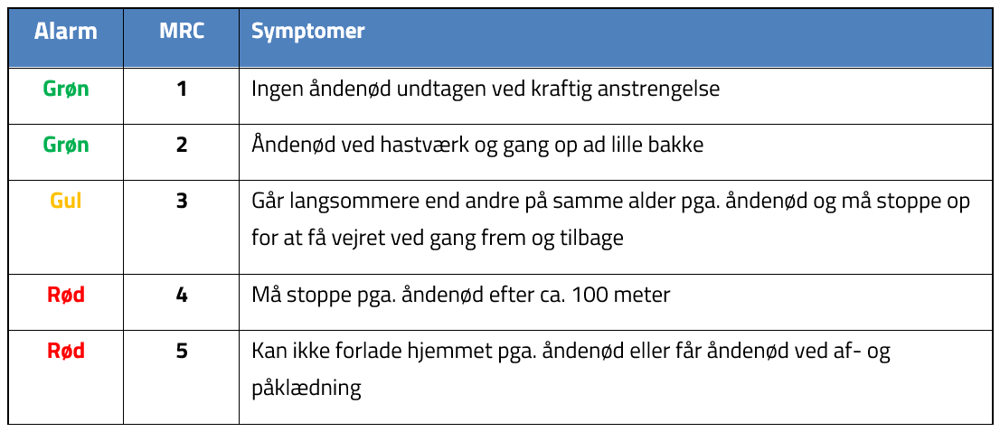 Alarm MRC Symptomer
Grøn 1 Ingen åndenød undtagen ved kraftig anstrengelse
Grøn 2 Åndenød ved hastværk og gang op ad lille bakke
Gul 3 Går langsommere end andre på samme alder pga. åndenød og må stoppe op
for at få vejret ved gang frem og tilbage
Rød 4 Må stoppe pga. åndenød efter ca. 100 meter
Rød 5 Kan ikke forlade hjemmet pga. åndenød eller får åndenød ved af- og
påklædning